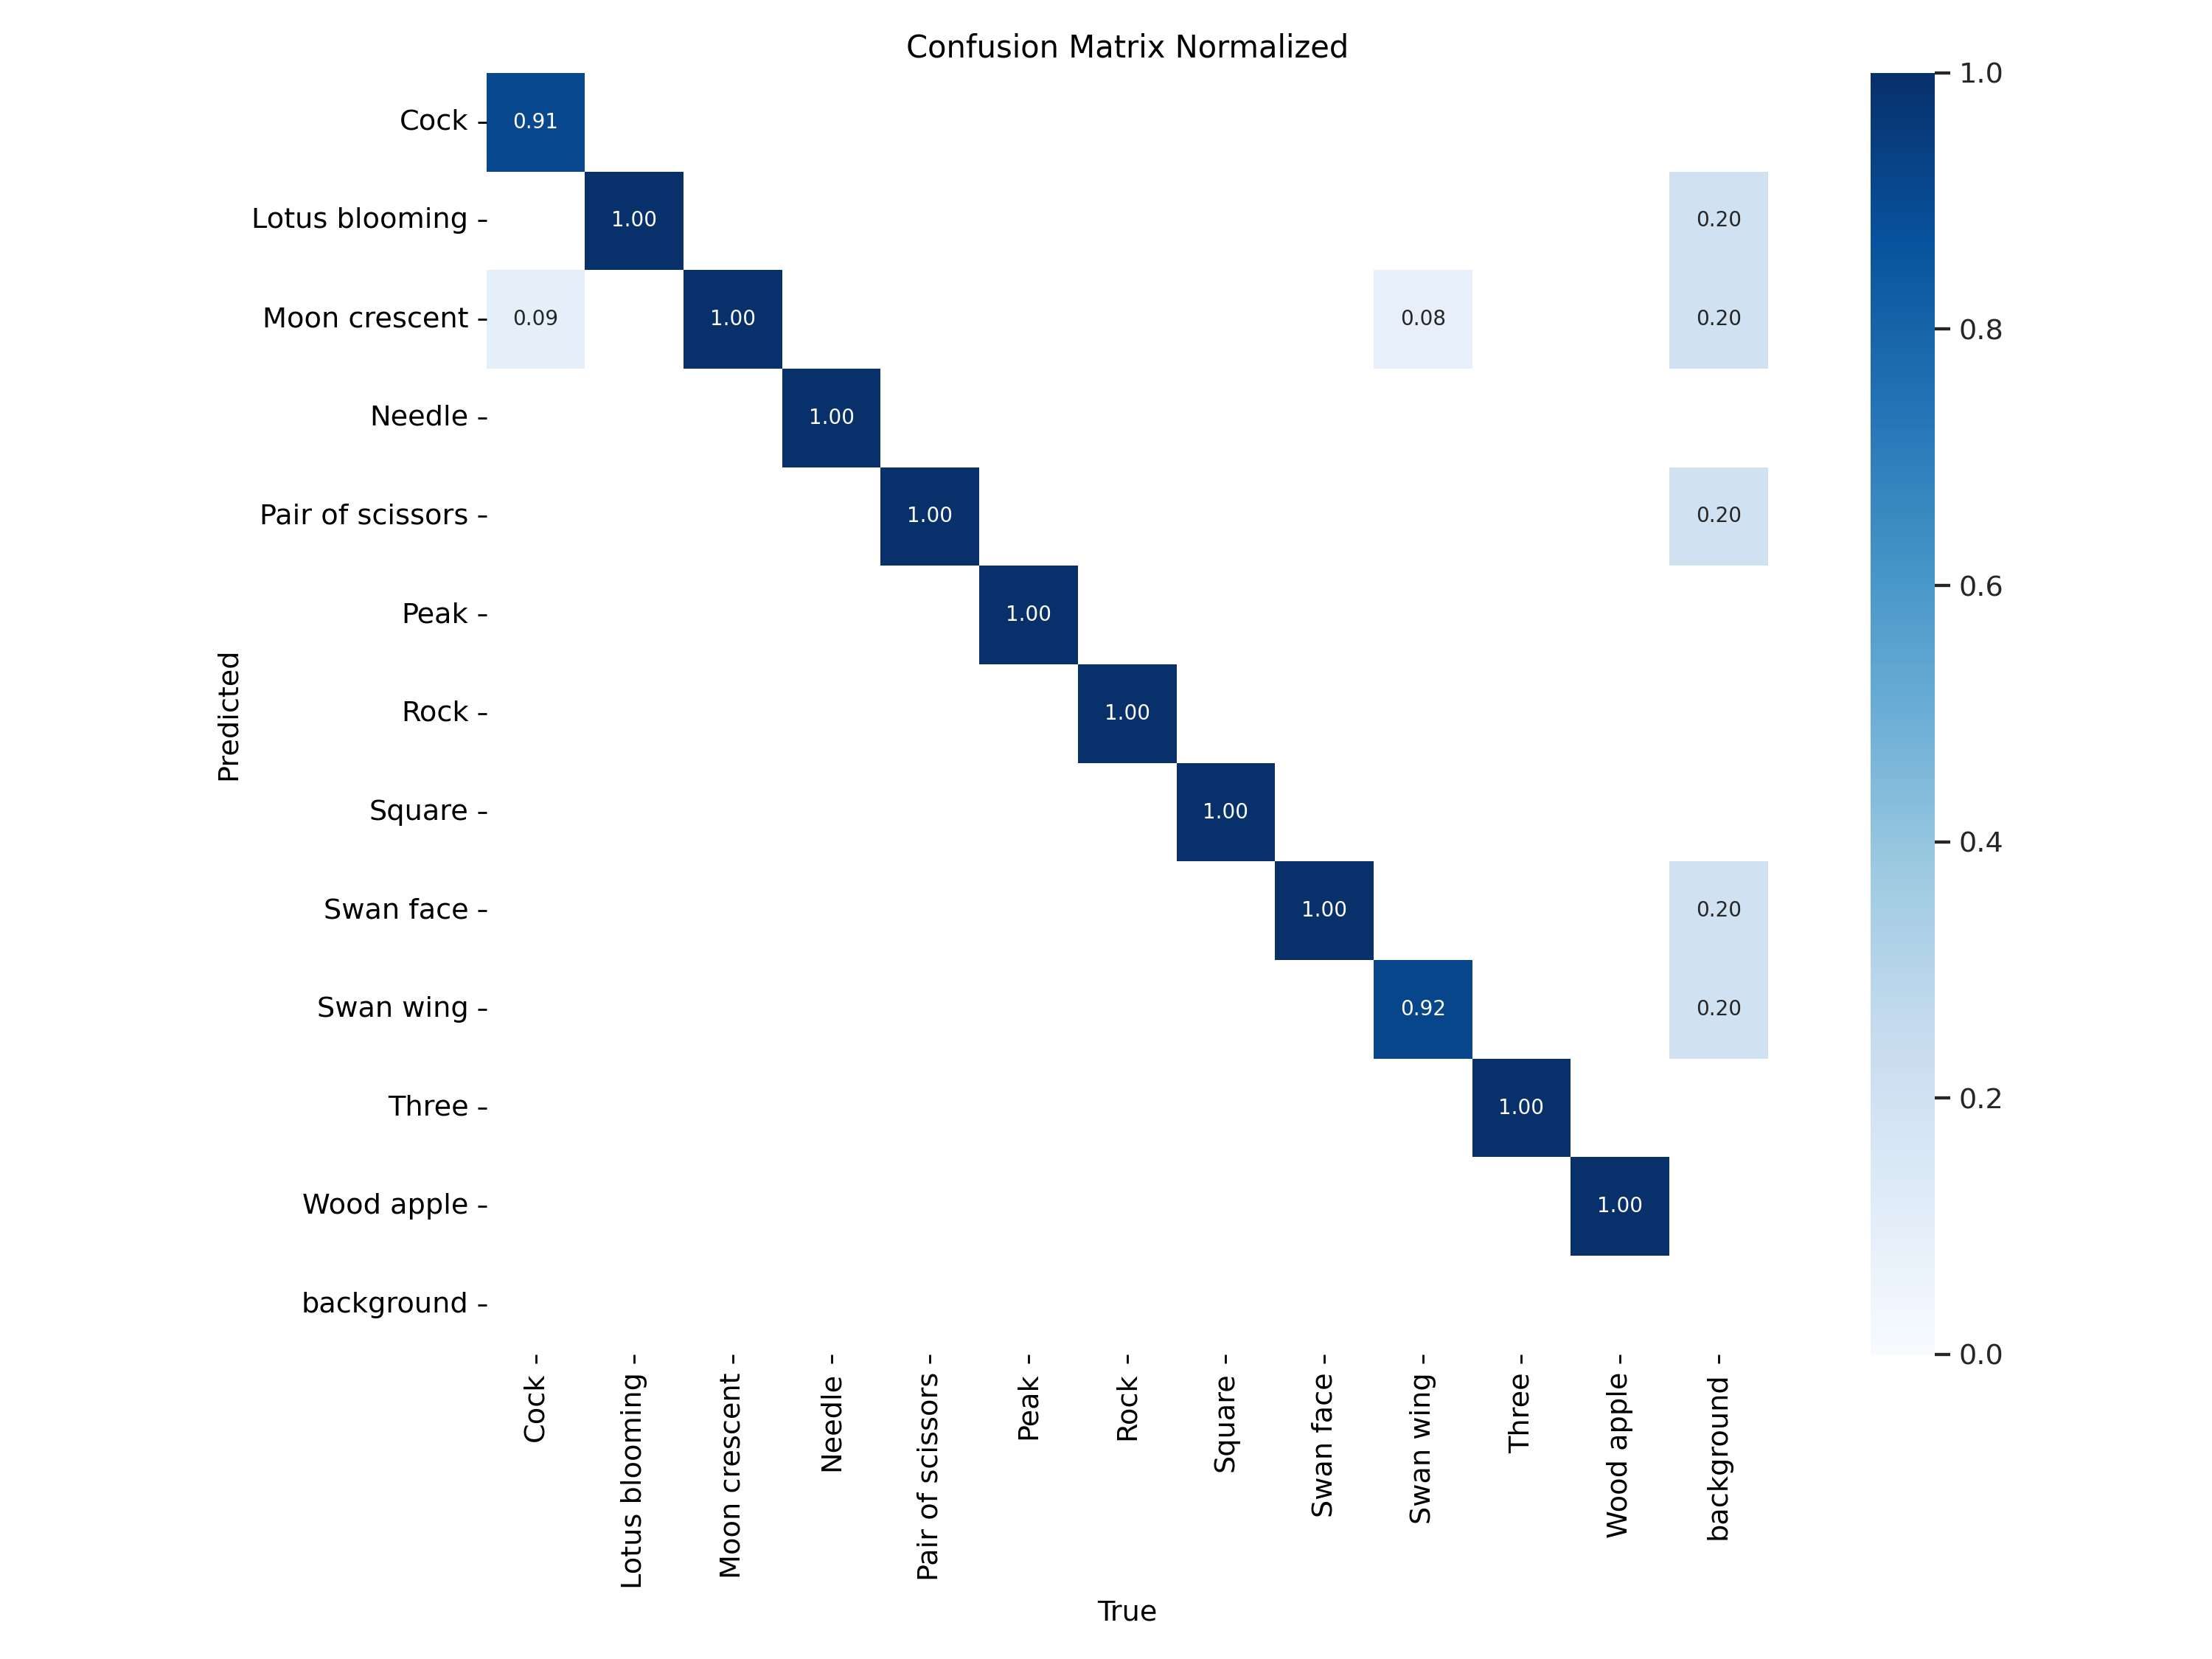 Confusion Matrix Normalized
1.0
Cock
0.91
Lotus blooming
1.00
0.20
Moon crescent
0.09
1.00
0.08
0.20
0.8
Needle
1.00
Pair of scissors
1.00
0.20
0.6
Peak
1.00
Predicted
Rock
1.00
Square
1.00
0.4
Swan face
1.00
0.20
Swan wing
0.92
0.20
Three
1.00
0.2
Wood apple
1.00
background
0.0
Cock
Lotus blooming
Moon crescent
Needle
Pair of scissors
Peak
Rock
Square
Swan face
Swan wing
Three
Wood apple
background
True